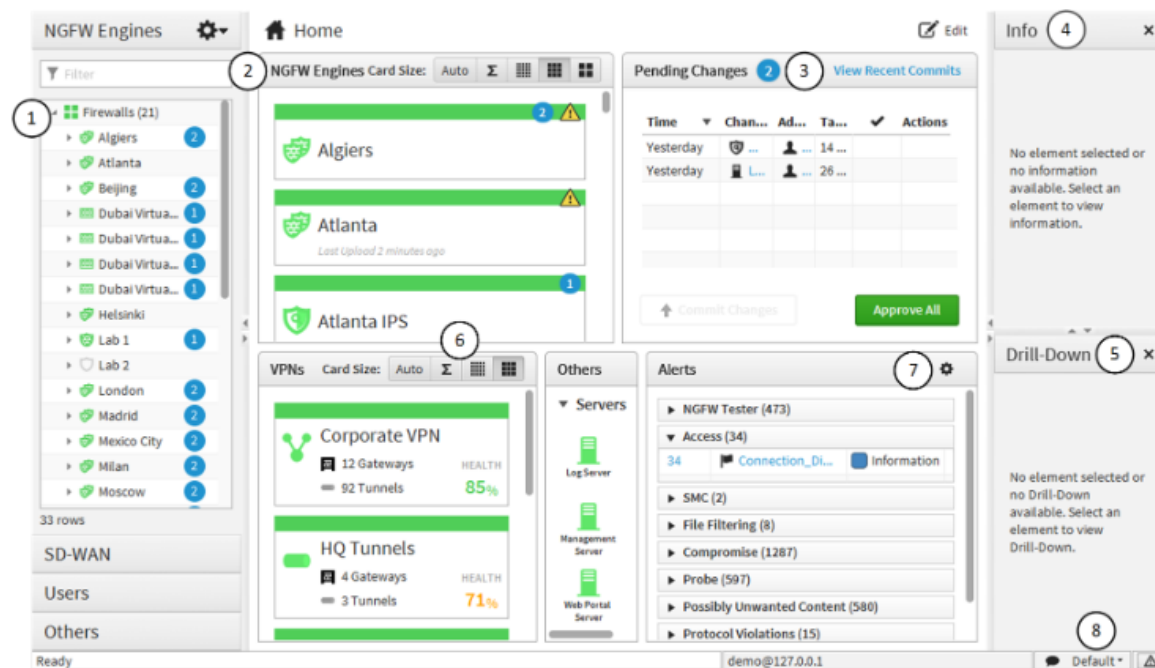 NGFW Engines
Filter
Firewalls (21)
Algiers 2
Atlanta
Beijing 2
Dubai Virtua... 1
Dubai Virtua... 1
Dubai Virtua... 1
Dubai Virtua... 1
Helsinki
Lab 1 1
Lab 2
London 2
Madrid 2
Mexico City 2
Milan 2
Moscow 2
33 rows
SD-WAN
Users
Others
1
Home
Edit
2
NGFW Engines Card Size: Auto Σ
2
Algiers
Atlanta
Last Upload 2 minutes ago
1
Atlanta IPS
Pending Changes 2 3 View Recent Commits
Time Chan... Ad... Ta... Actions
Yesterday ... ... 14 ...
Yesterday L... ... 26 ...
Commit Changes
Approve All
6
VPNs Card Size: Auto Σ
Corporate VPN
12 Gateways HEALTH
92 Tunnels 85%
HQ Tunnels
4 Gateways HEALTH
3 Tunnels 71%
Others
Servers
Log Server
Management
Server
Web Portal
Server
Alerts 7
NGFW Tester (473)
Access (34)
34 Connection_Di... Information
SMC (2)
File Filtering (8)
Compromise (1287)
Probe (597)
Possibly Unwanted Content (580)
Protocol Violations (15)
Info 4
No element selected or
no information
available. Select an
element to view
information.
Drill-Down 5
No element selected or
no Drill-Down
available. Select an
element to view
Drill-Down.
8
Ready
demo@127.0.0.1
Default